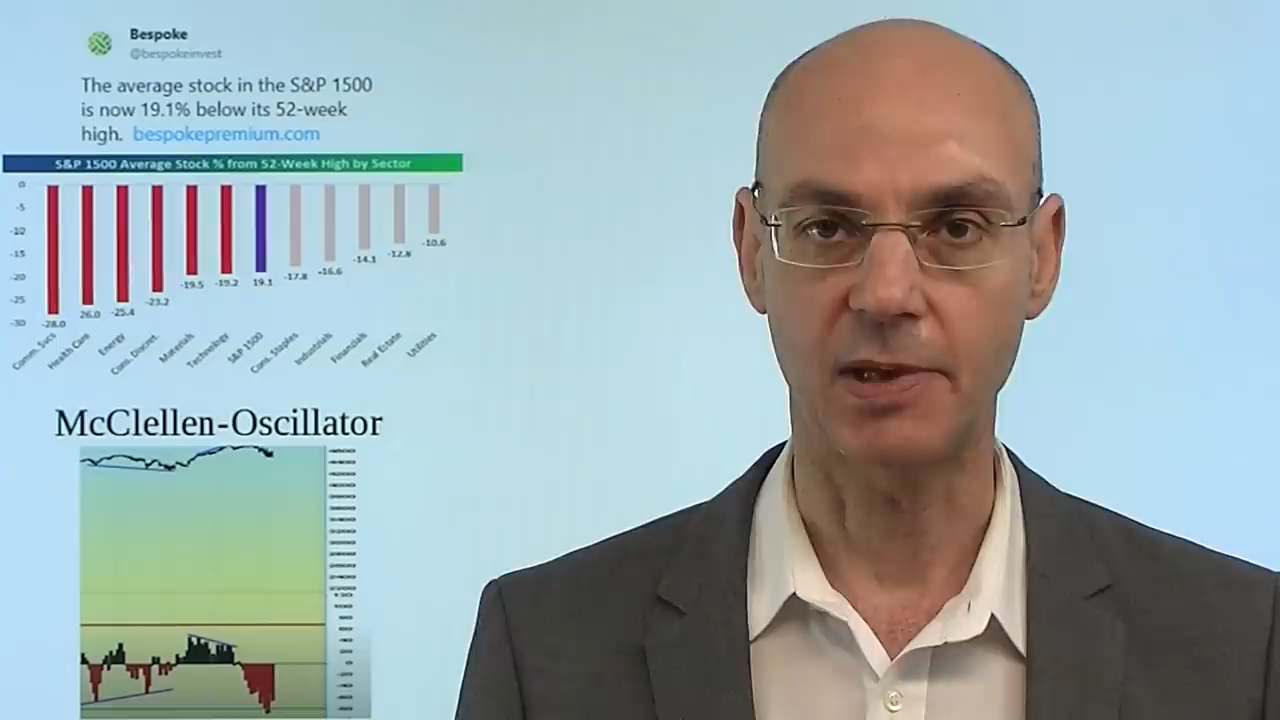 Bespoke
@bespokeinvest
The average stock in the S&P 1500
is now 19.1% below its 52-week
high. bespokepremium.com
S&P 1500 Average Stock % from 52-Week High by Sector
0
-5
-10
-15
-20
-25
-30
-28.0
26.0
-25.4
-23.2
-19.5
-19.2
19.1
-17.8
-16.6
-14.1
-12.8
-10.6
Comm. Svcs
Health Care
Energy
Cons. Discret.
Materials
Technology
S&P 1500
Cons. Staples
Industrials
Financials
Real Estate
Utilities
McClellen-Oscillator